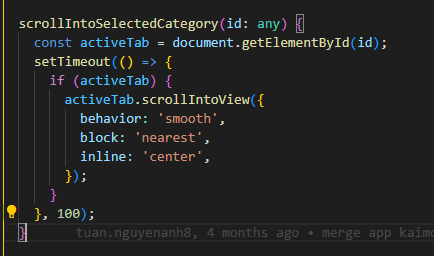 scrollIntoSelectedCategory(id: any) {
const activeTab = document.getElementById(id);
setTimeout(() => {
if (activeTab) {
activeTab.scrollIntoView({
behavior: 'smooth',
block: 'nearest',
inline: 'center',
});
}
}, 100);
} tuan.nguyenanh8, 4 months ago • merge app